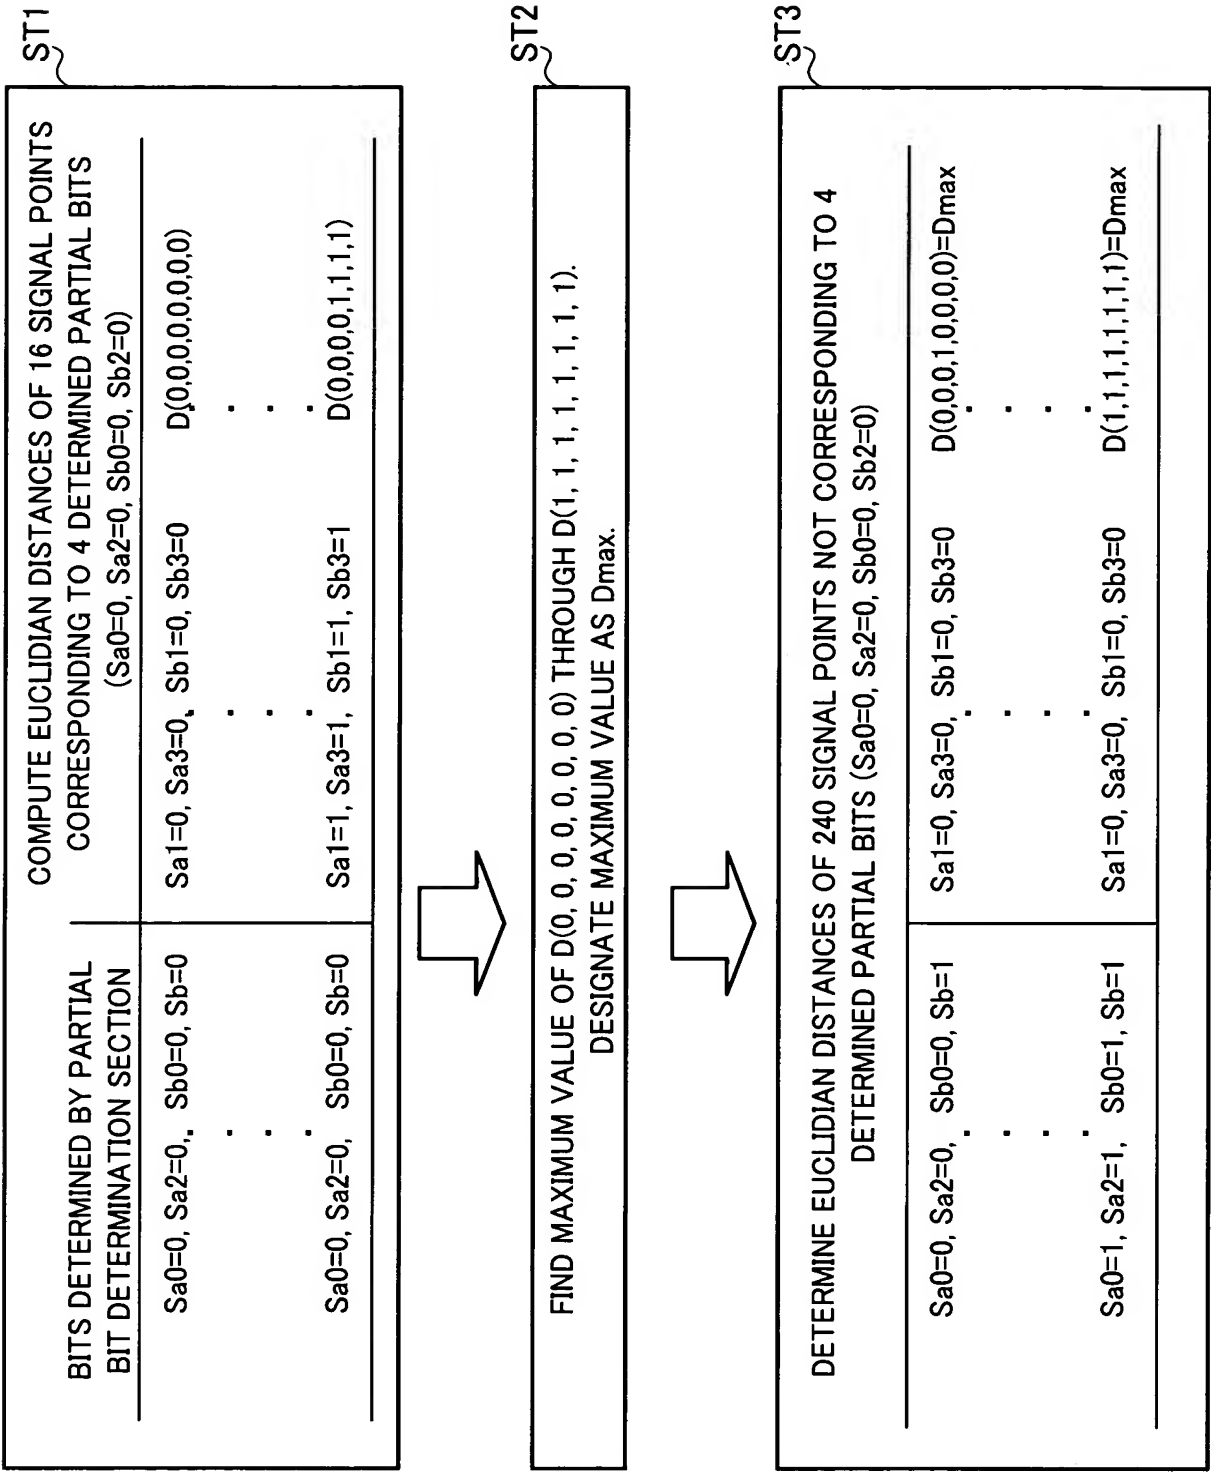 ST1
COMPUTE EUCLIDIAN DISTANCES OF 16 SIGNAL POINTS
CORRESPONDING TO 4 DETERMINED PARTIAL BITS
(Sa0=0, Sa2=0, Sb0=0, Sb2=0)
BITS DETERMINED BY PARTIAL
BIT DETERMINATION SECTION
Sa0=0, Sa2=0, Sb0=0, Sb=0 Sa1=0, Sa3=0, Sb1=0, Sb3=0 D(0,0,0,0,0,0,0,0)
Sa0=0, Sa2=0, Sb0=0, Sb=0 Sa1=1, Sa3=1, Sb1=1, Sb3=1 D(0,0,0,0,1,1,1,1)
ST2
FIND MAXIMUM VALUE OF D(0, 0, 0, 0, 0, 0, 0, 0) THROUGH D(1, 1, 1, 1, 1, 1, 1, 1).
DESIGNATE MAXIMUM VALUE AS Dmax.
ST3
DETERMINE EUCLIDIAN DISTANCES OF 240 SIGNAL POINTS NOT CORRESPONDING TO 4
DETERMINED PARTIAL BITS (Sa0=0, Sa2=0, Sb0=0, Sb2=0)
Sa0=0, Sa2=0, Sb0=0, Sb=1 Sa1=0, Sa3=0, Sb1=0, Sb3=0 D(0,0,0,1,0,0,0,0)=Dmax
Sa0=1, Sa2=1, Sb0=1, Sb=1 Sa1=0, Sa3=0, Sb1=0, Sb3=0 D(1,1,1,1,1,1,1,1)=Dmax